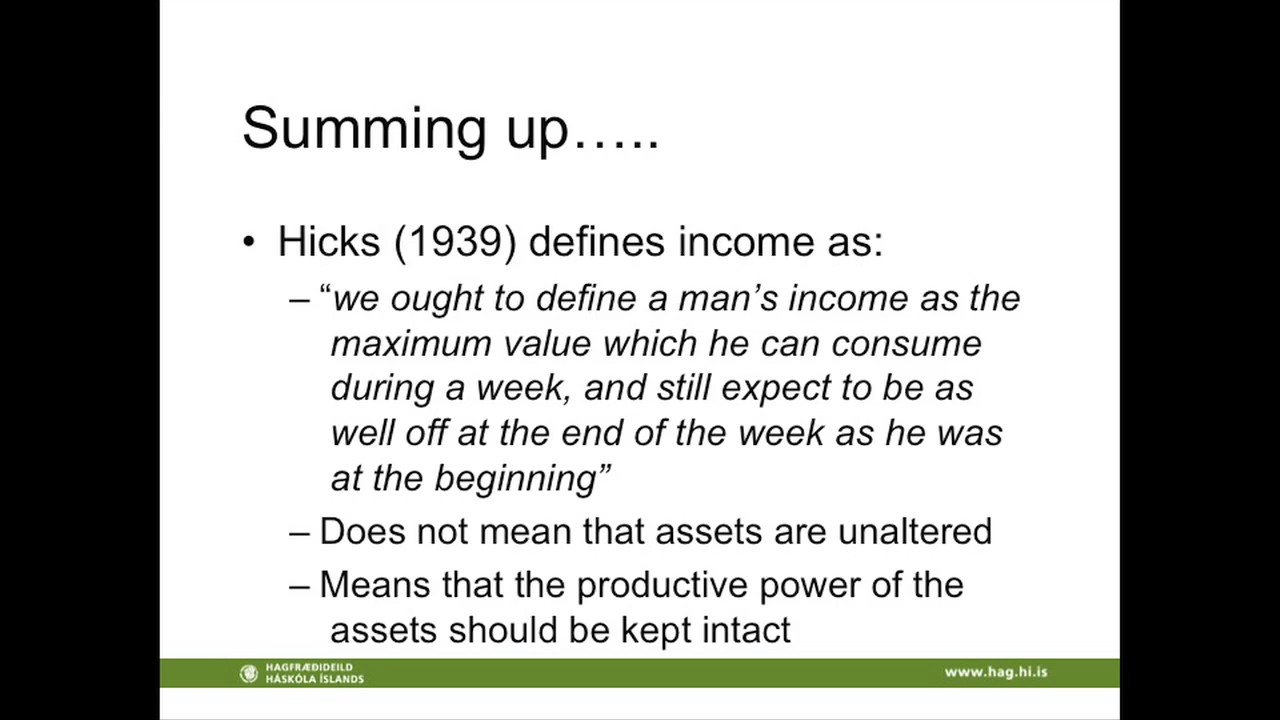 Summing up…..
• Hicks (1939) defines income as:
– “we ought to define a man’s income as the
maximum value which he can consume
during a week, and still expect to be as
well off at the end of the week as he was
at the beginning”
– Does not mean that assets are unaltered
– Means that the productive power of the
assets should be kept intact
HAGFRÆÐIDEILD
HÁSKÓLA ÍSLANDS
www.hag.hi.is